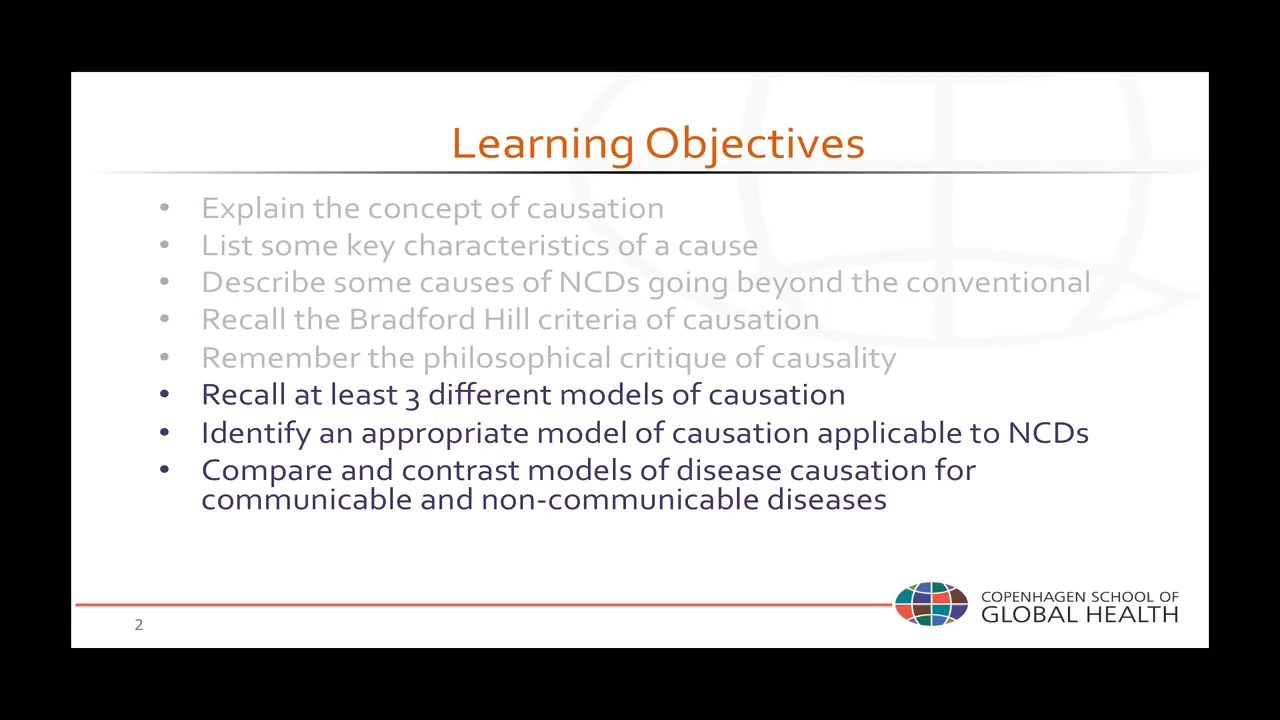 Learning Objectives
• Explain the concept of causation
• List some key characteristics of a cause
• Describe some causes of NCDs going beyond the conventional
• Recall the Bradford Hill criteria of causation
• Remember the philosophical critique of causality
• Recall at least 3 different models of causation
• Identify an appropriate model of causation applicable to NCDs
• Compare and contrast models of disease causation for
communicable and non-communicable diseases
COPENHAGEN SCHOOL OF
GLOBAL HEALTH
2